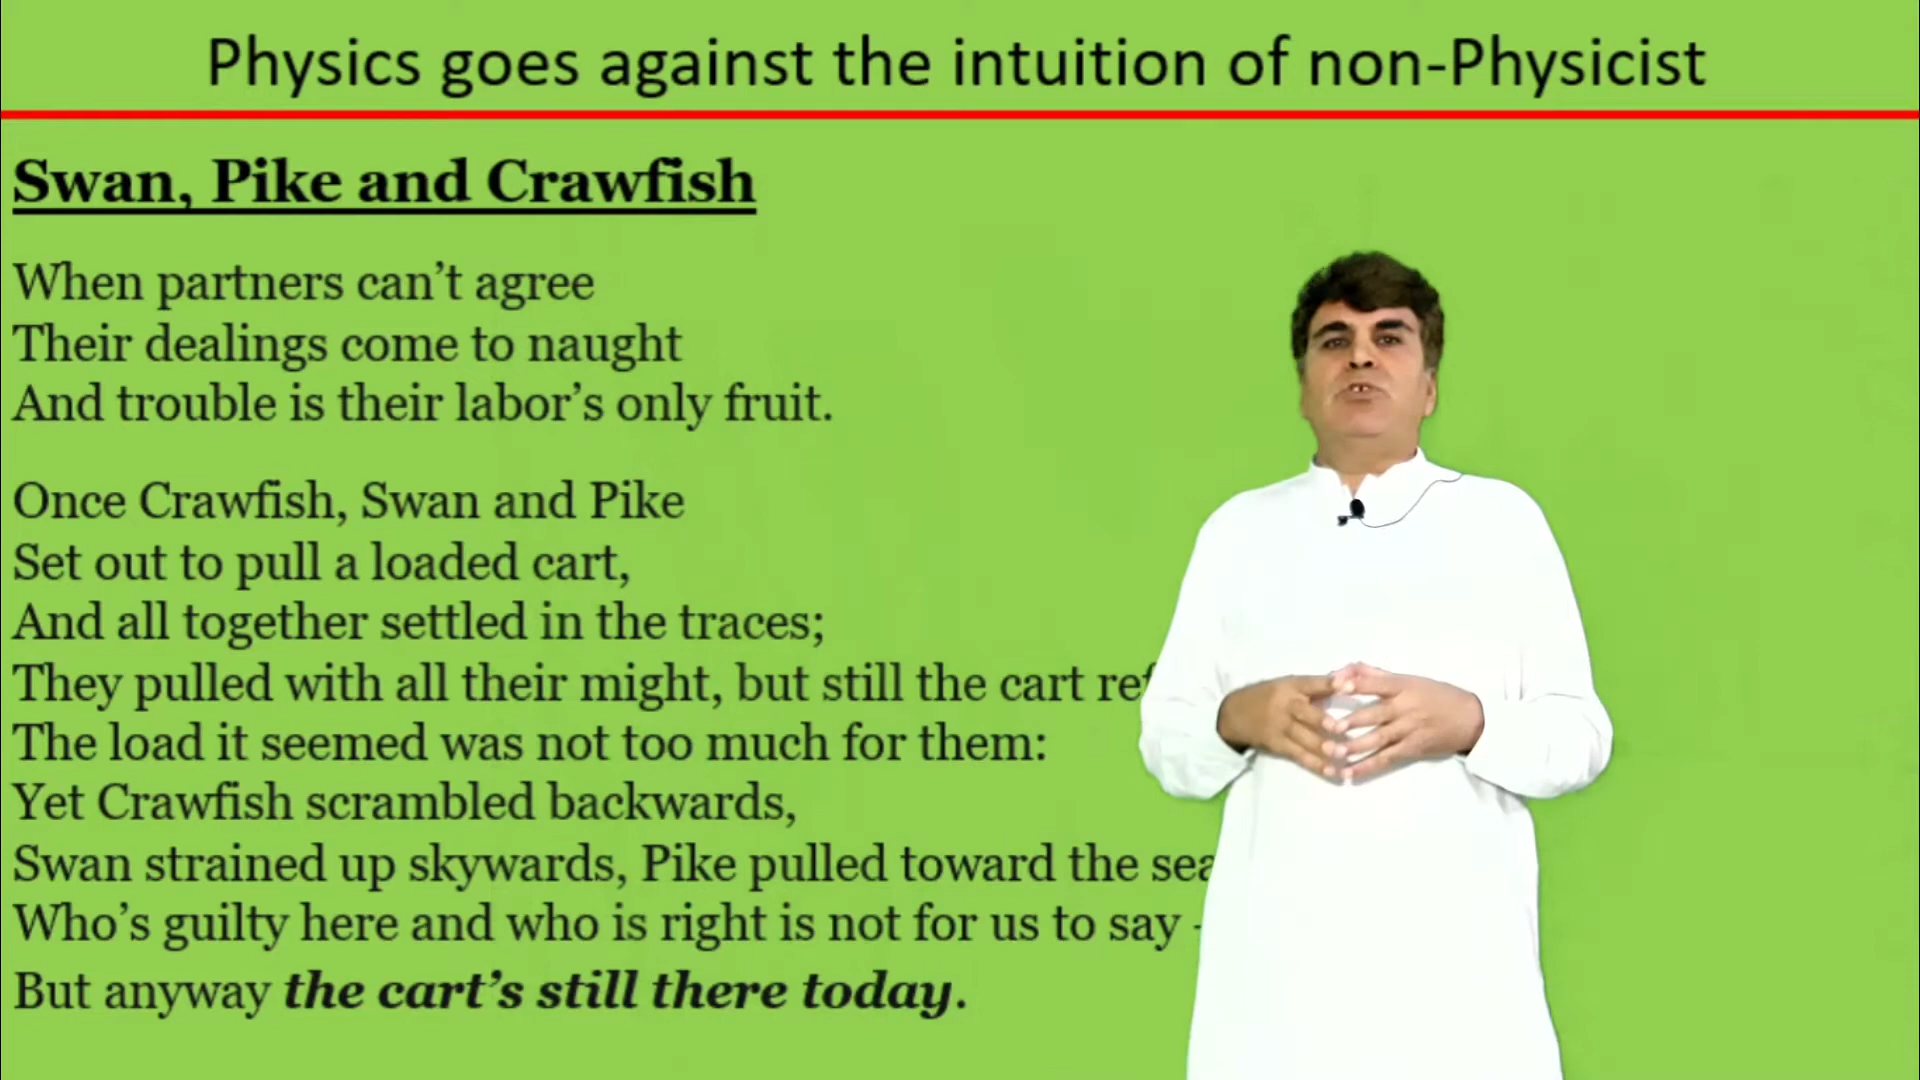 Physics goes against the intuition of non-Physicist
Swan, Pike and Crawfish
When partners can’t agree
Their dealings come to naught
And trouble is their labor’s only fruit.
Once Crawfish, Swan and Pike
Set out to pull a loaded cart,
And all together settled in the traces;
They pulled with all their might, but still the cart
The load it seemed was not too much for them:
Yet Crawfish scrambled backwards,
Swan strained up skywards, Pike pulled toward the sea
Who’s guilty here and who is right is not for us to say -
But anyway the cart’s still there today.